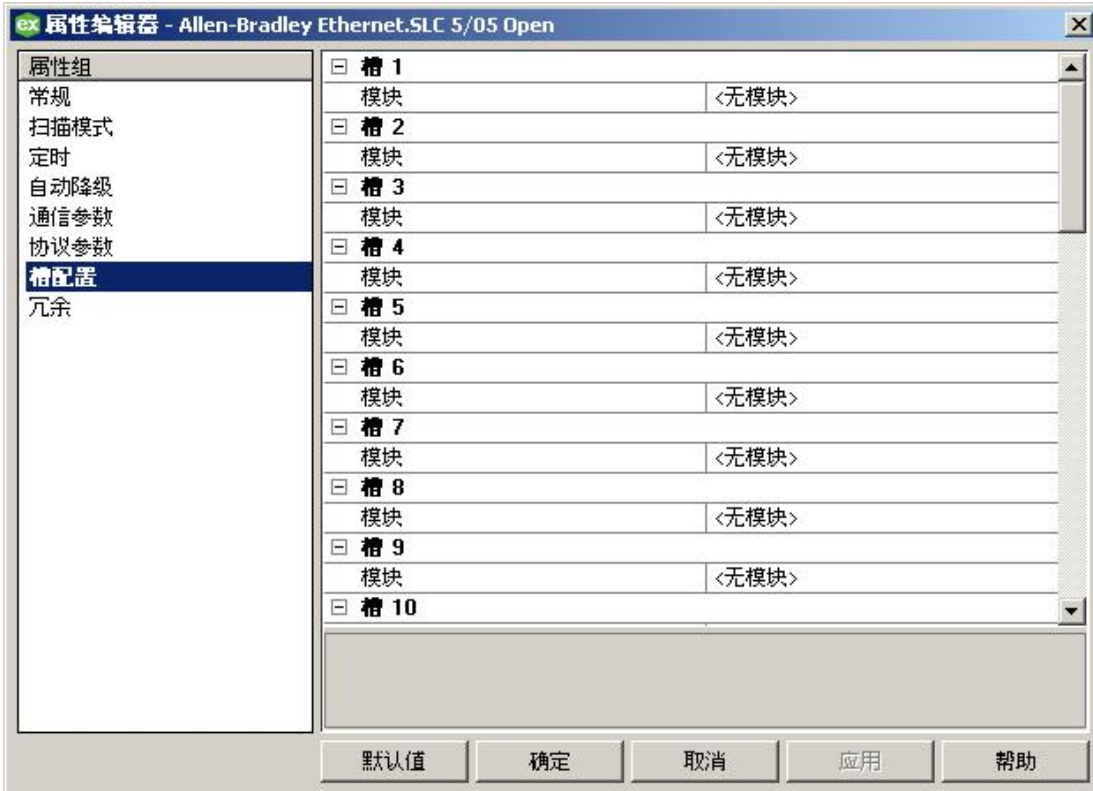 ex 属性编辑器 - Allen-Bradley Ethernet.SLC 5/05 Open
属性组
常规
扫描模式
定时
自动降级
通信参数
协议参数
槽配置
冗余
槽 1
模块 <无模块>
槽 2
模块 <无模块>
槽 3
模块 <无模块>
槽 4
模块 <无模块>
槽 5
模块 <无模块>
槽 6
模块 <无模块>
槽 7
模块 <无模块>
槽 8
模块 <无模块>
槽 9
模块 <无模块>
槽 10
默认值 确定 取消 应用 帮助